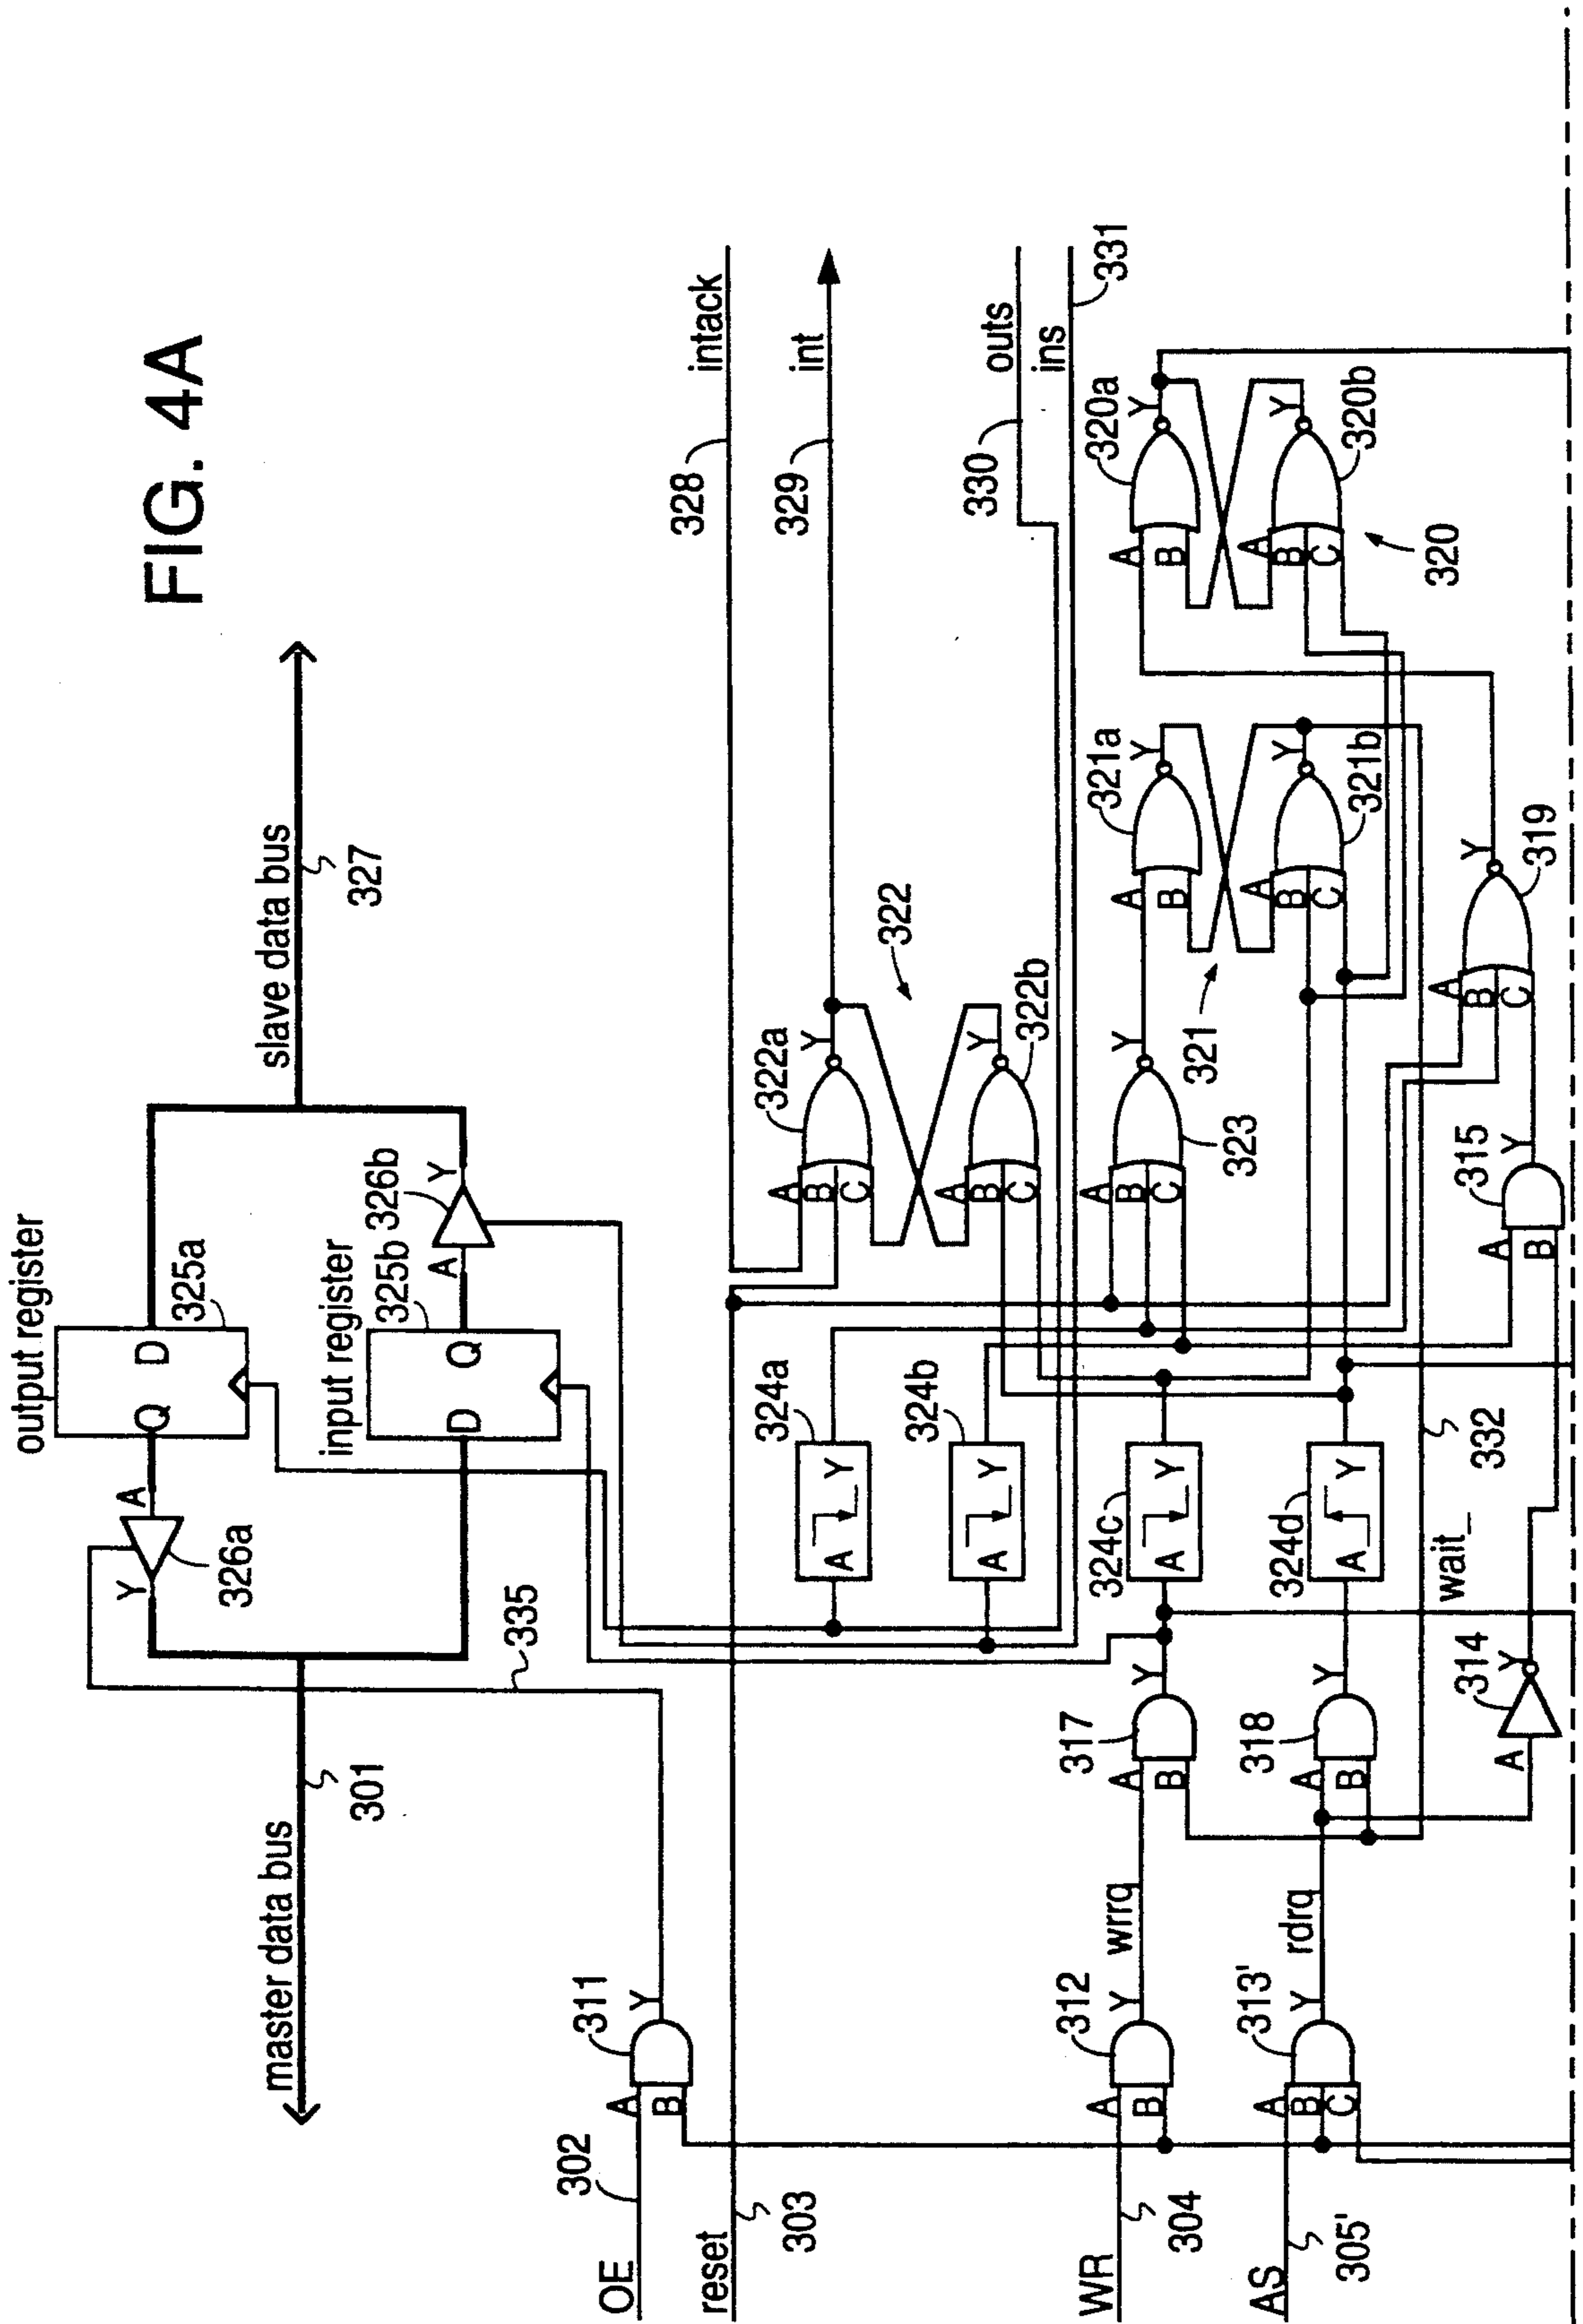 FIG. 4A
output register
325a
Q
D
A
Y
326a
input register
325b
D
Q
A
Y
326b
master data bus
301
slave data bus
327
335
OE
302
A
B
Y
311
reset
303
328
intack
329
int
322a
A
B
C
Y
322
322b
A
B
C
Y
324a
A
Y
324b
A
Y
330
outs
ins
331
WR
304
A
B
Y
312
wrrq
317
A
B
Y
324c
A
Y
323
A
B
C
Y
321a
A
B
Y
320a
A
B
Y
AS
305'
313'
A
B
C
Y
rdrq
318
A
B
Y
324d
A
Y
321
321b
A
B
C
Y
320b
A
B
C
Y
320
wait_
332
314
A
Y
315
A
B
Y
319
A
B
C
Y